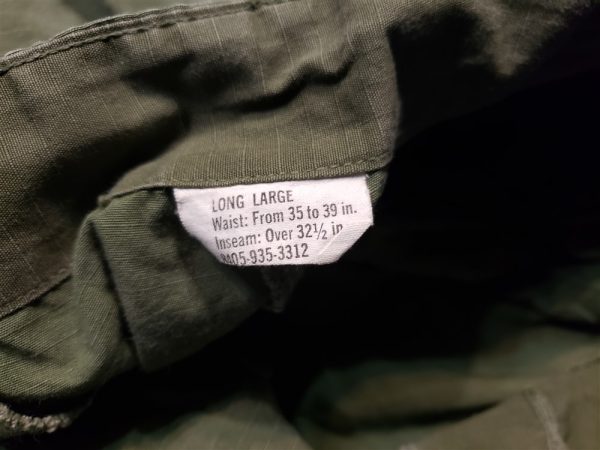 LONG LARGE
Waist: From 35 to 39 in.
Inseam: Over 32½ in
8405-935-3312